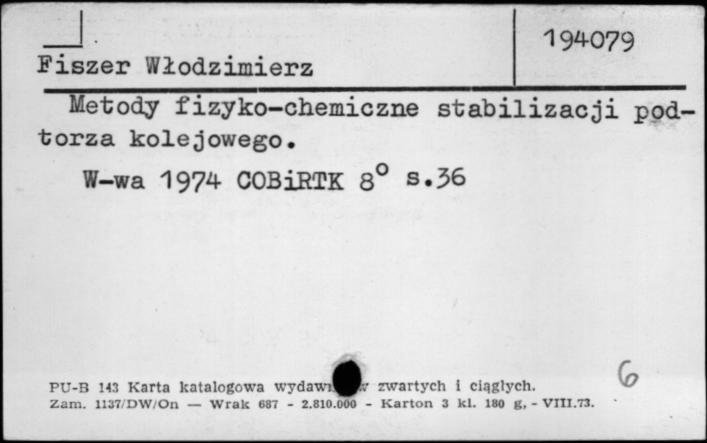 194079
Fiszer Włodzimierz
Metody fizyko-chemiczne stabilizacji pod-
torza kolejowego.
W-wa 1974 COBiRTK 8° s.36
6
PU-B 143 Karta katalogowa zwartych i ciągłych.
Zam. 1137/DW/On — Wrak 687 - 2.810.000 - Karton 3 kl. 180 g, - VIII.73.